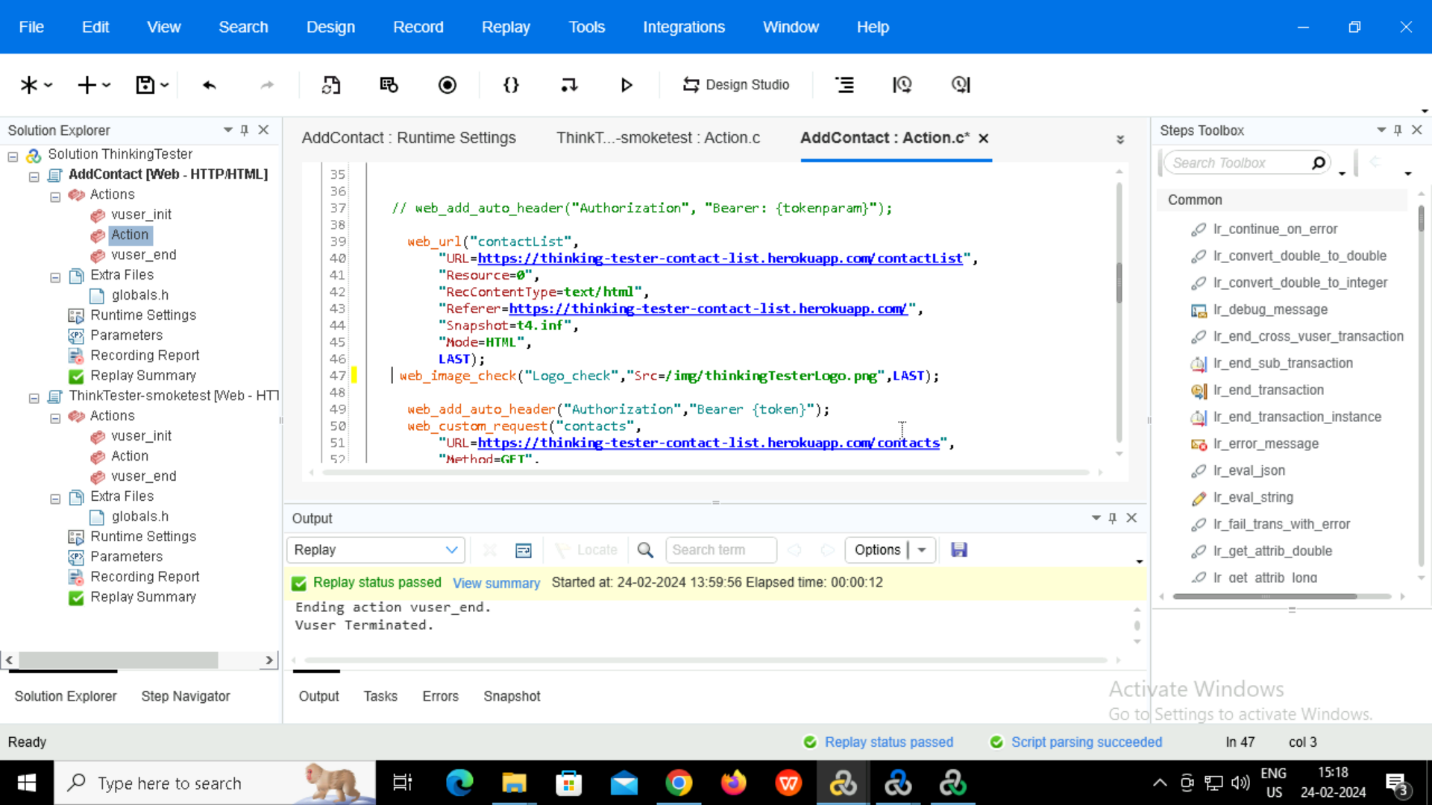 File Edit View Search Design Record Replay Tools Integrations Window Help
Design Studio
Solution Explorer
Solution ThinkingTester
AddContact [Web - HTTP/HTML]
Actions
vuser_init
Action
vuser_end
Extra Files
globals.h
Runtime Settings
Parameters
Recording Report
Replay Summary
ThinkTester-smoketest [Web - HTT
Actions
vuser_init
Action
vuser_end
Extra Files
globals.h
Runtime Settings
Parameters
Recording Report
Replay Summary
Solution Explorer Step Navigator
AddContact : Runtime Settings ThinkT...-smoketest : Action.c AddContact : Action.c*
35
36
37 // web_add_auto_header("Authorization", "Bearer: {tokenparam}");
38
39 web_url("contactList",
40 "URL=https://thinking-tester-contact-list.herokuapp.com/contactList",
41 "Resource=0",
42 "RecContentType=text/html",
43 "Referer=https://thinking-tester-contact-list.herokuapp.com/",
44 "Snapshot=t4.inf",
45 "Mode=HTML",
46 LAST);
47 web_image_check("Logo_check","Src=/img/thinkingTesterLogo.png",LAST);
48
49 web_add_auto_header("Authorization","Bearer {token}");
50 web_custom_request("contacts",
51 "URL=https://thinking-tester-contact-list.herokuapp.com/contacts",
52 "Method=GET",
Output
Replay Locate Search term Options
Replay status passed View summary Started at: 24-02-2024 13:59:56 Elapsed time: 00:00:12
Ending action vuser_end.
Vuser Terminated.
Output Tasks Errors Snapshot
Steps Toolbox
Search Toolbox
Common
lr_continue_on_error
lr_convert_double_to_double
lr_convert_double_to_integer
lr_debug_message
lr_end_cross_vuser_transaction
lr_end_sub_transaction
lr_end_transaction
lr_end_transaction_instance
lr_error_message
lr_eval_json
lr_eval_string
lr_fail_trans_with_error
lr_get_attrib_double
lr_get_attrib_long
Activate Windows
Go to Settings to activate Windows.
Ready Replay status passed Script parsing succeeded ln 47 col 3
Type here to search
ENG
US
15:18
24-02-2024
3